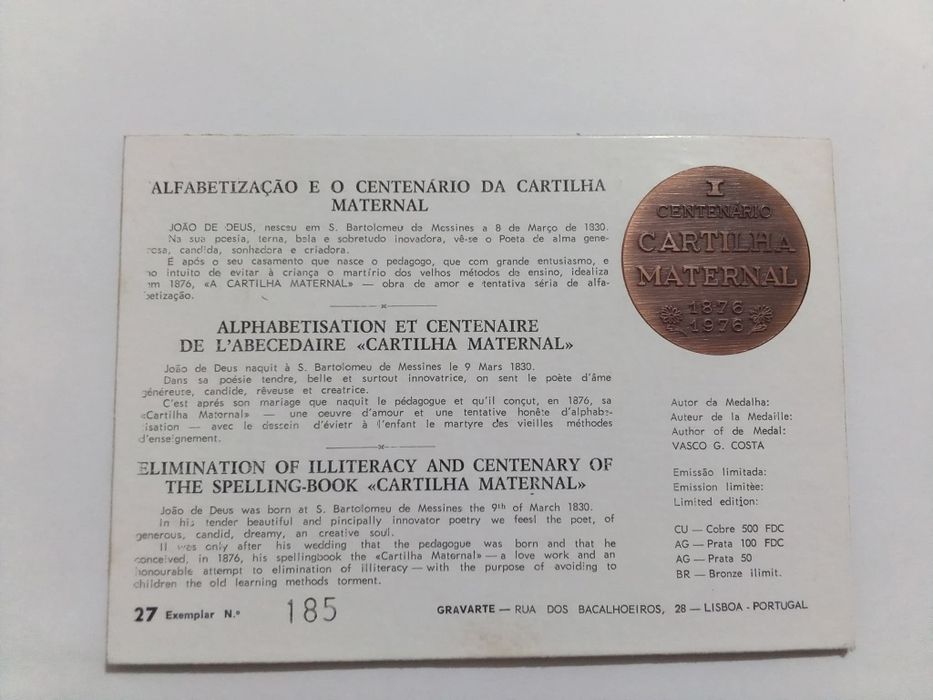 ALFABETIZAÇÃO E O CENTENÁRIO DA CARTILHA
MATERNAL
JOÃO DE DEUS, nesceu em S. Bartolomeu de Messines a 8 de Março de 1830.
Na sua poesia, terna, bela e sobretudo inovadora, vê-se o Poeta de alma gene-
rosa, candida, sonhadora e criadora.
É após o seu casamento que nasce o pedagogo, que com grande entusiasmo, e
no intuito de evitar à criança o martírio dos velhos métodos de ensino, idealiza
em 1876, «A CARTILHA MATERNAL» — obra de amor e tentativa séria de alfa-
betização.
ALPHABETISATION ET CENTENAIRE
DE L'ABECEDAIRE «CARTILHA MATERNAL»
João de Deus naquit à S. Bartolomeu de Messines le 9 Mars 1830.
Dans sa poésie tendre, belle et surtout innovatrice, on sent le poète d'âme
généreuse, candide, rêveuse et creatrice.
C'est aprés son mariage que naquit le pédagogue et qu'il conçut, en 1876, sa
«Cartilha Maternal» — une oeuvre d'amour et une tentative honête d'alphabe-
tisation — avec le dessein d'évietr à l'enfant le martyre des vieilles méthodes
d'enseignement.
ELIMINATION OF ILLITERACY AND CENTENARY OF
THE SPELLING-BOOK «CARTILHA MATERNAL»
João de Deus was born at S. Bartolomeu de Messines the 9th of March 1830.
In his tender beautiful and pincipally innovator poetry we feesl the poet, of
generous, candid, dreamy, an creative soul.
It was only after his wedding that the pedagogue was born and that he
conceived, in 1876, his spellingbook the «Cartilha Maternal» — a love work and an
honourable attempt to elimination of illiteracy — with the purpose of avoiding to
children the old learning methods torment.
27 Exemplar N.º 185
GRAVARTE — RUA DOS BACALHOEIROS, 28 — LISBOA - PORTUGAL
I
CENTENÁRIO
CARTILHA
MATERNAL
1876
1976
Autor da Medalha:
Auteur de la Medaille:
Author of de Medal:
VASCO G. COSTA
Emissão limitada:
Emission limitèe:
Limited edition:
CU — Cobre 500 FDC
AG — Prata 100 FDC
AG — Prata 50
BR — Bronze ilimit.